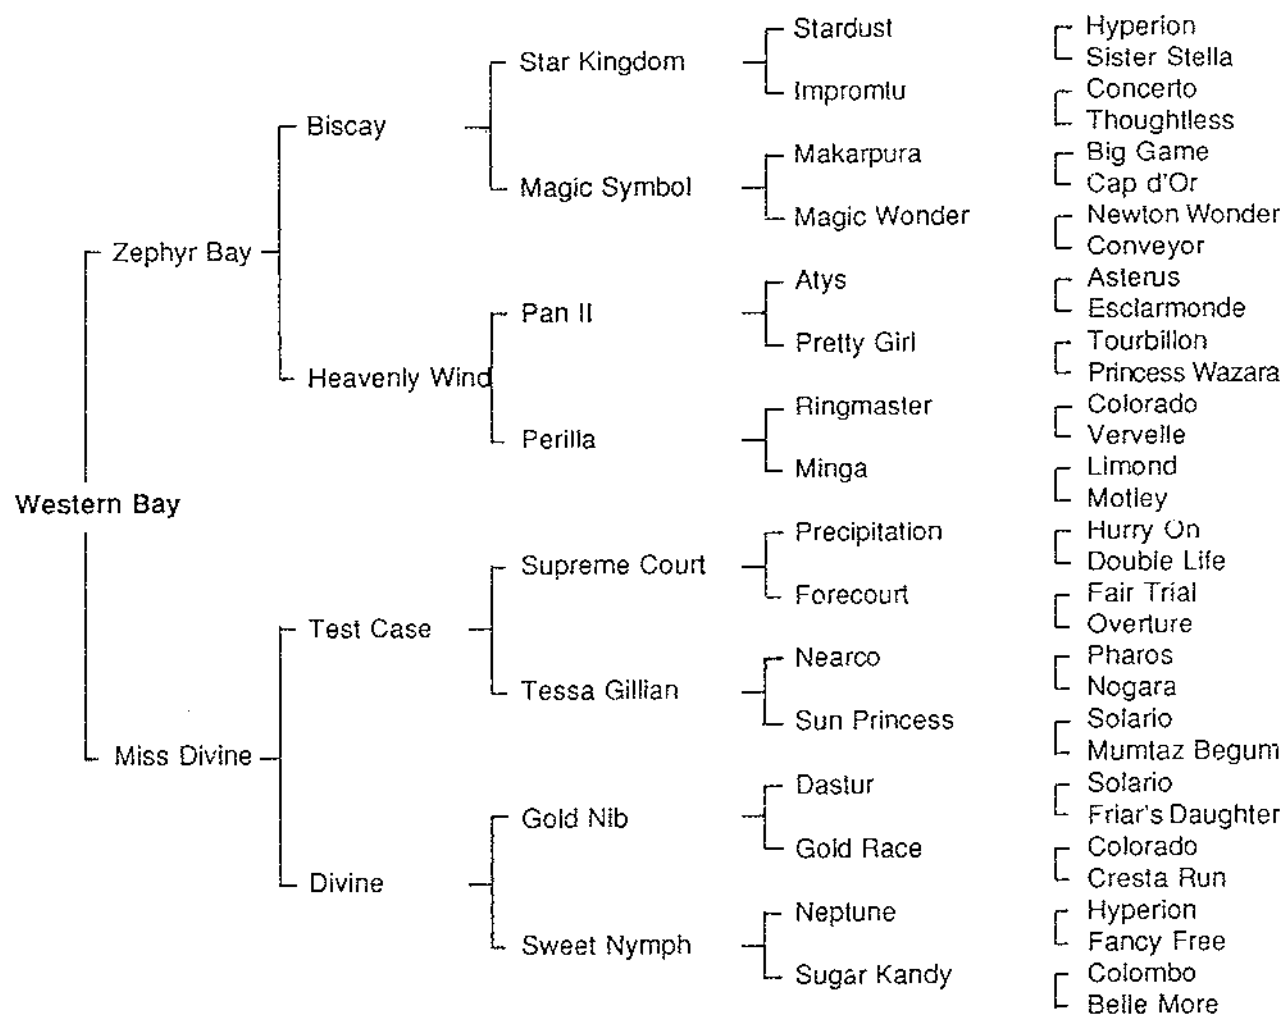 Stardust
Hyperion
Sister Stella
Star Kingdom
Impromtu
Concerto
Thoughtless
Biscay
Makarpura
Big Game
Cap d'Or
Magic Symbol
Magic Wonder
Newton Wonder
Conveyor
Zephyr Bay
Atys
Asterus
Esclarmonde
Pan II
Pretty Girl
Tourbillon
Princess Wazara
Heavenly Wind
Ringmaster
Colorado
Vervelle
Perilla
Minga
Limond
Motley
Western Bay
Precipitation
Hurry On
Double Life
Supreme Court
Forecourt
Fair Trial
Overture
Test Case
Nearco
Pharos
Nogara
Tessa Gillian
Sun Princess
Solario
Mumtaz Begum
Miss Divine
Dastur
Solario
Friar's Daughter
Gold Nib
Gold Race
Colorado
Cresta Run
Divine
Neptune
Hyperion
Fancy Free
Sweet Nymph
Sugar Kandy
Colombo
Belle More